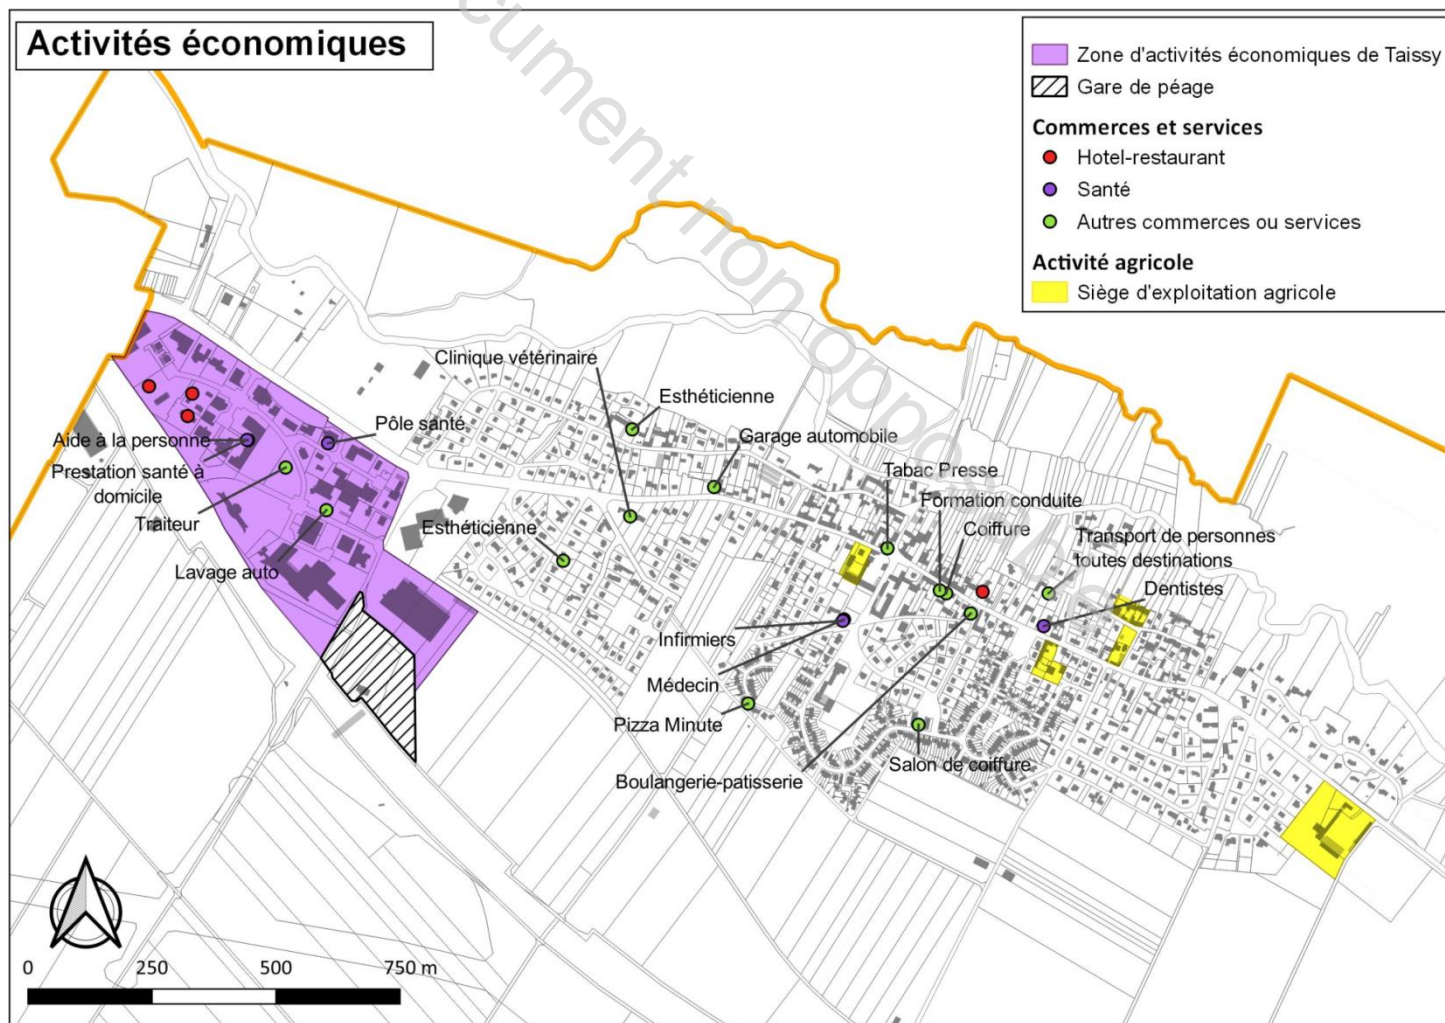 Activités économiques
Zone d'activités économiques de Taissy
Gare de péage
Commerces et services
Hotel-restaurant
Santé
Autres commerces ou services
Activité agricole
Siège d'exploitation agricole
cument non opposable
Clinique vétérinaire
Esthéticienne
Garage automobile
Pôle santé
Aide à la personne
Prestation santé à
domicile
Traiteur
Lavage auto
Esthéticienne
Tabac Presse
Formation conduite
Coiffure
Transport de personnes
toutes destinations
Dentistes
Infirmiers
Médecin
Pizza Minute
Boulangerie-patisserie
Salon de coiffure
0 250 500 750 m